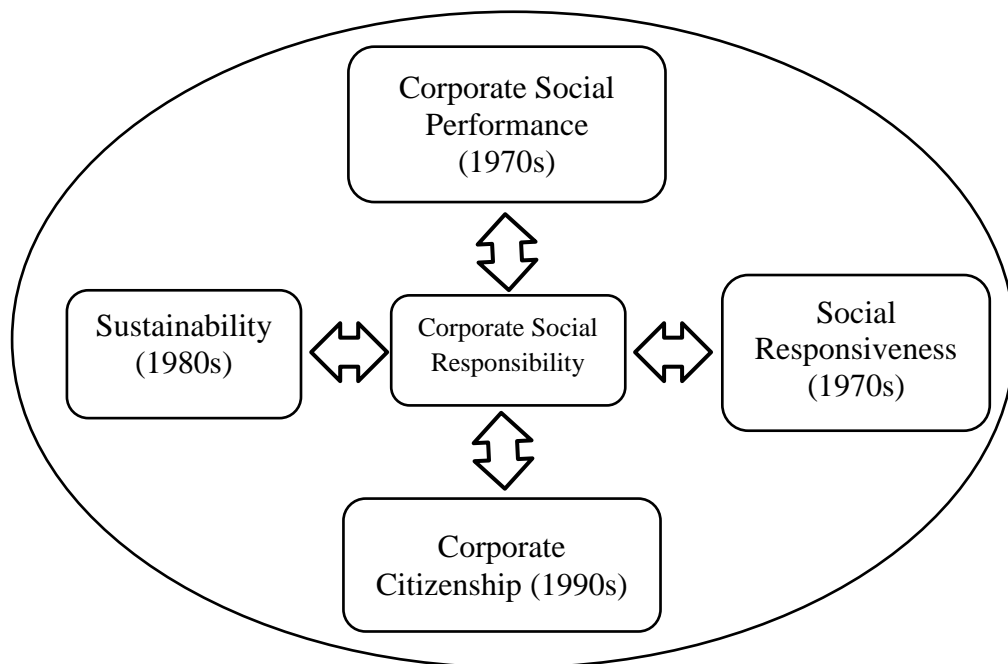 Corporate Social
Performance
(1970s)
Sustainability
(1980s)
Corporate Social
Responsibility
Social
Responsiveness
(1970s)
Corporate
Citizenship (1990s)